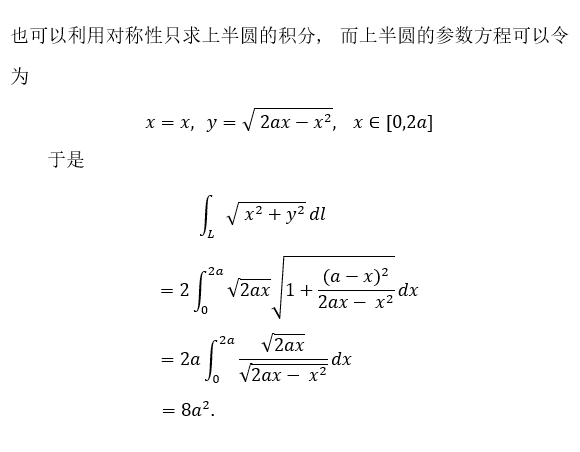 也可以利用对称性只求上半圆的积分, 而上半圆的参数方程可以令
为
x = x, y = √(2ax − x²), x ∈ [0,2a]
于是
∫_L √(x² + y²) dl
= 2 ∫_0^{2a} √(2ax) √(1 + (a − x)²/(2ax − x²)) dx
= 2a ∫_0^{2a} √(2ax)/√(2ax − x²) dx
= 8a².